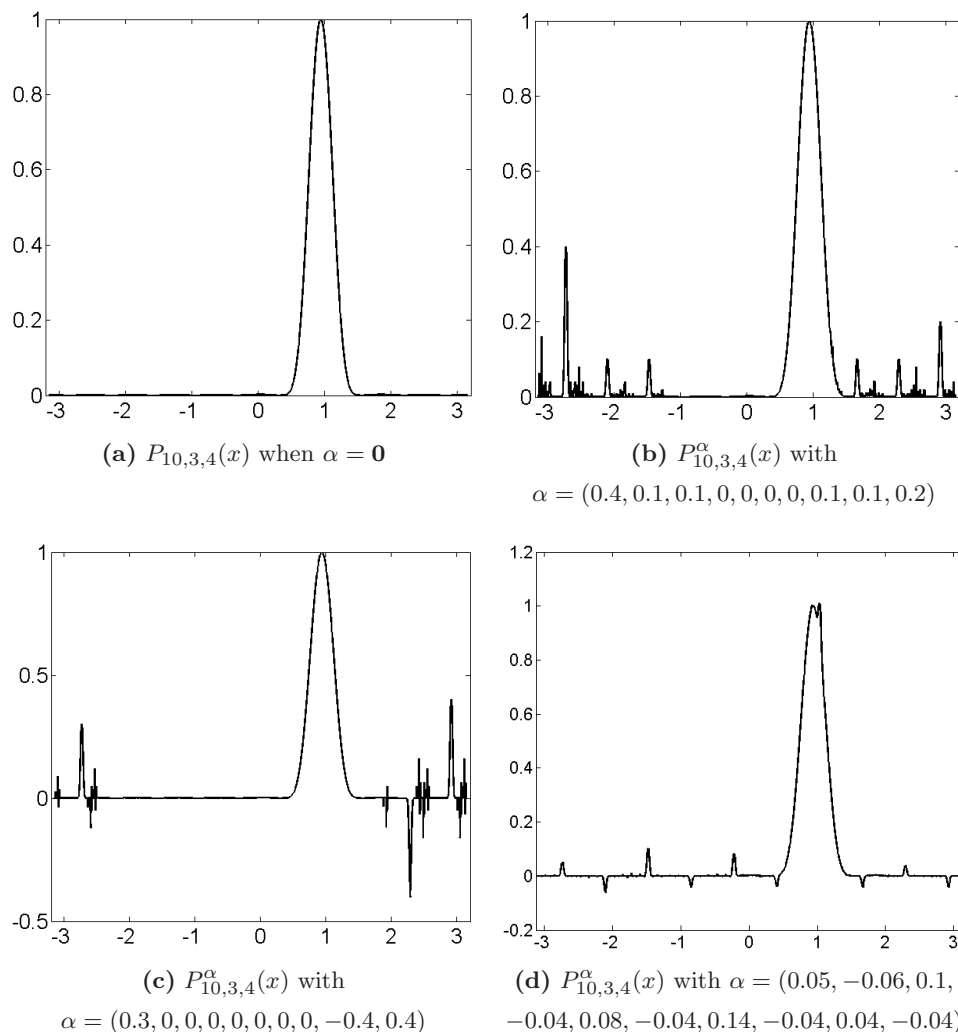 1
0.8
0.6
0.4
0.2
0
-3 -2 -1 0 1 2 3
(a) P_{10,3,4}(x) when α = 0
1
0.8
0.6
0.4
0.2
0
-3 -2 -1 0 1 2 3
(b) P^α_{10,3,4}(x) with
α = (0.4, 0.1, 0.1, 0, 0, 0, 0, 0.1, 0.1, 0.2)
1
0.5
0
-0.5
-3 -2 -1 0 1 2 3
(c) P^α_{10,3,4}(x) with
α = (0.3, 0, 0, 0, 0, 0, 0, 0, -0.4, 0.4)
1.2
1
0.8
0.6
0.4
0.2
0
-0.2
-3 -2 -1 0 1 2 3
(d) P^α_{10,3,4}(x) with α = (0.05, −0.06, 0.1,
−0.04, 0.08, −0.04, 0.14, −0.04, 0.04, −0.04)